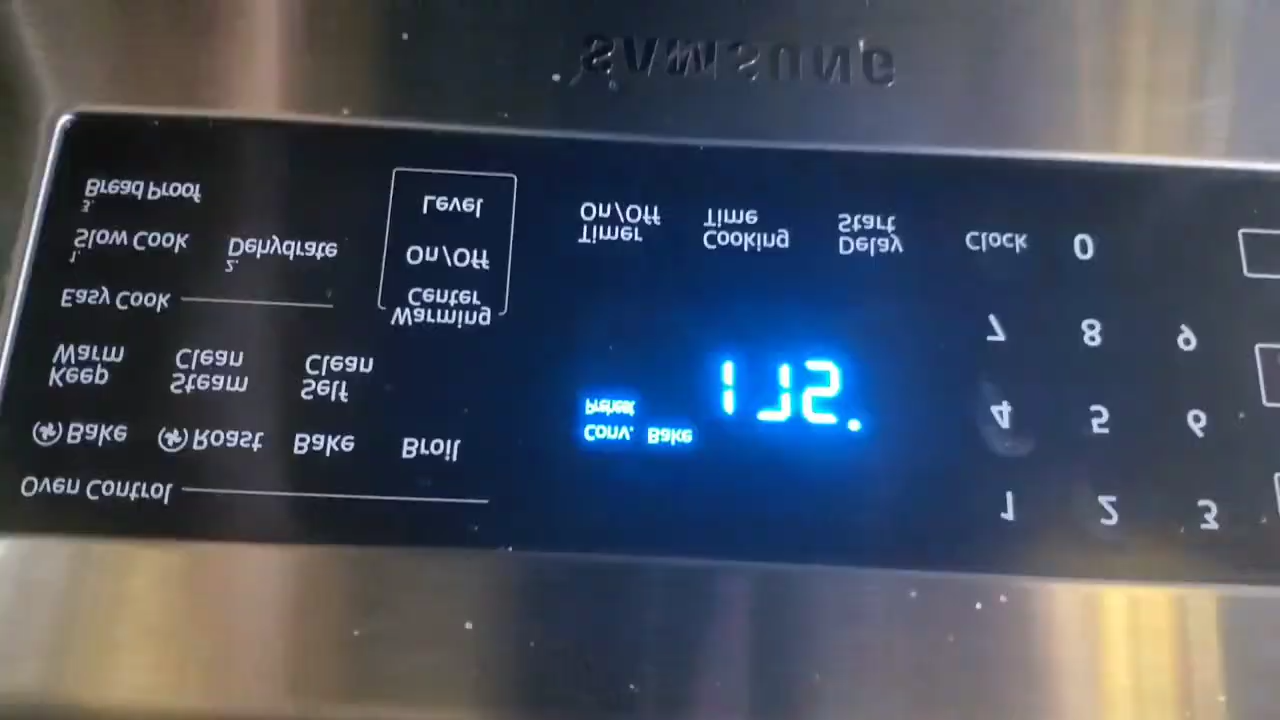 Oven Control
Bake Roast Bake Broil
Keep
Warm
Steam
Clean
Self
Clean
Easy Cook
1.
Slow Cook
2.
Dehydrate
3.
Bread Proof
Warming
Center
On/Off
Level
Conv. Bake
Preheat
175°
Timer
On/Off
Cooking
Time
Delay
Start
Clock
1 2 3
4 5 6
7 8 9
0
SAMSUNG